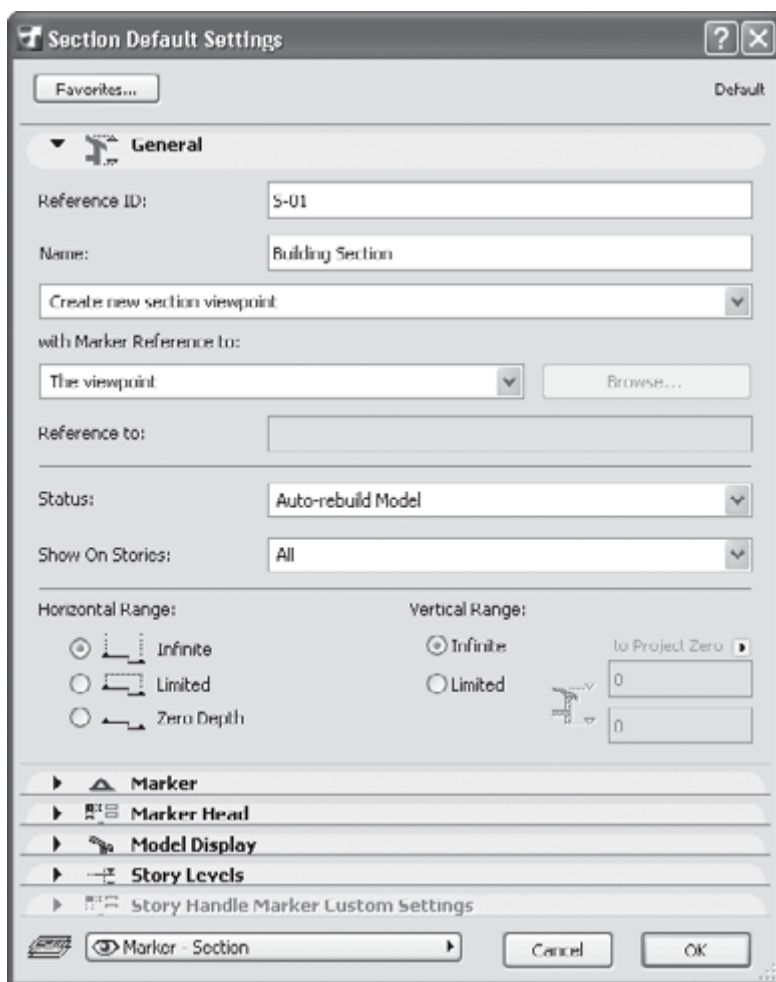 Section Default Settings
Favorites...
Default
General
Reference ID:
S-01
Name:
Building Section
Create new section viewpoint
with Marker Reference to:
The viewpoint
Browse...
Reference to:
Status:
Auto-rebuild Model
Show On Stories:
All
Horizontal Range:
Vertical Range:
Infinite
Infinite
to Project Zero
Limited
Limited
0
Zero Depth
0
Marker
Marker Head
Model Display
Story Levels
Story Handle Marker Custom Settings
Marker - Section
Cancel
OK